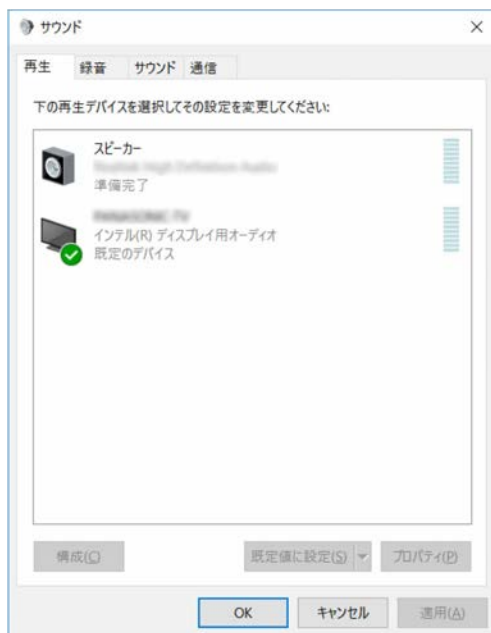 サウンド
再生
録音
サウンド
通信
下の再生デバイスを選択してその設定を変更してください:
スピーカー
準備完了
インテル(R) ディスプレイ用オーディオ
既定のデバイス
構成(C)
既定値に設定(S)
プロパティ(P)
OK
キャンセル
適用(A)